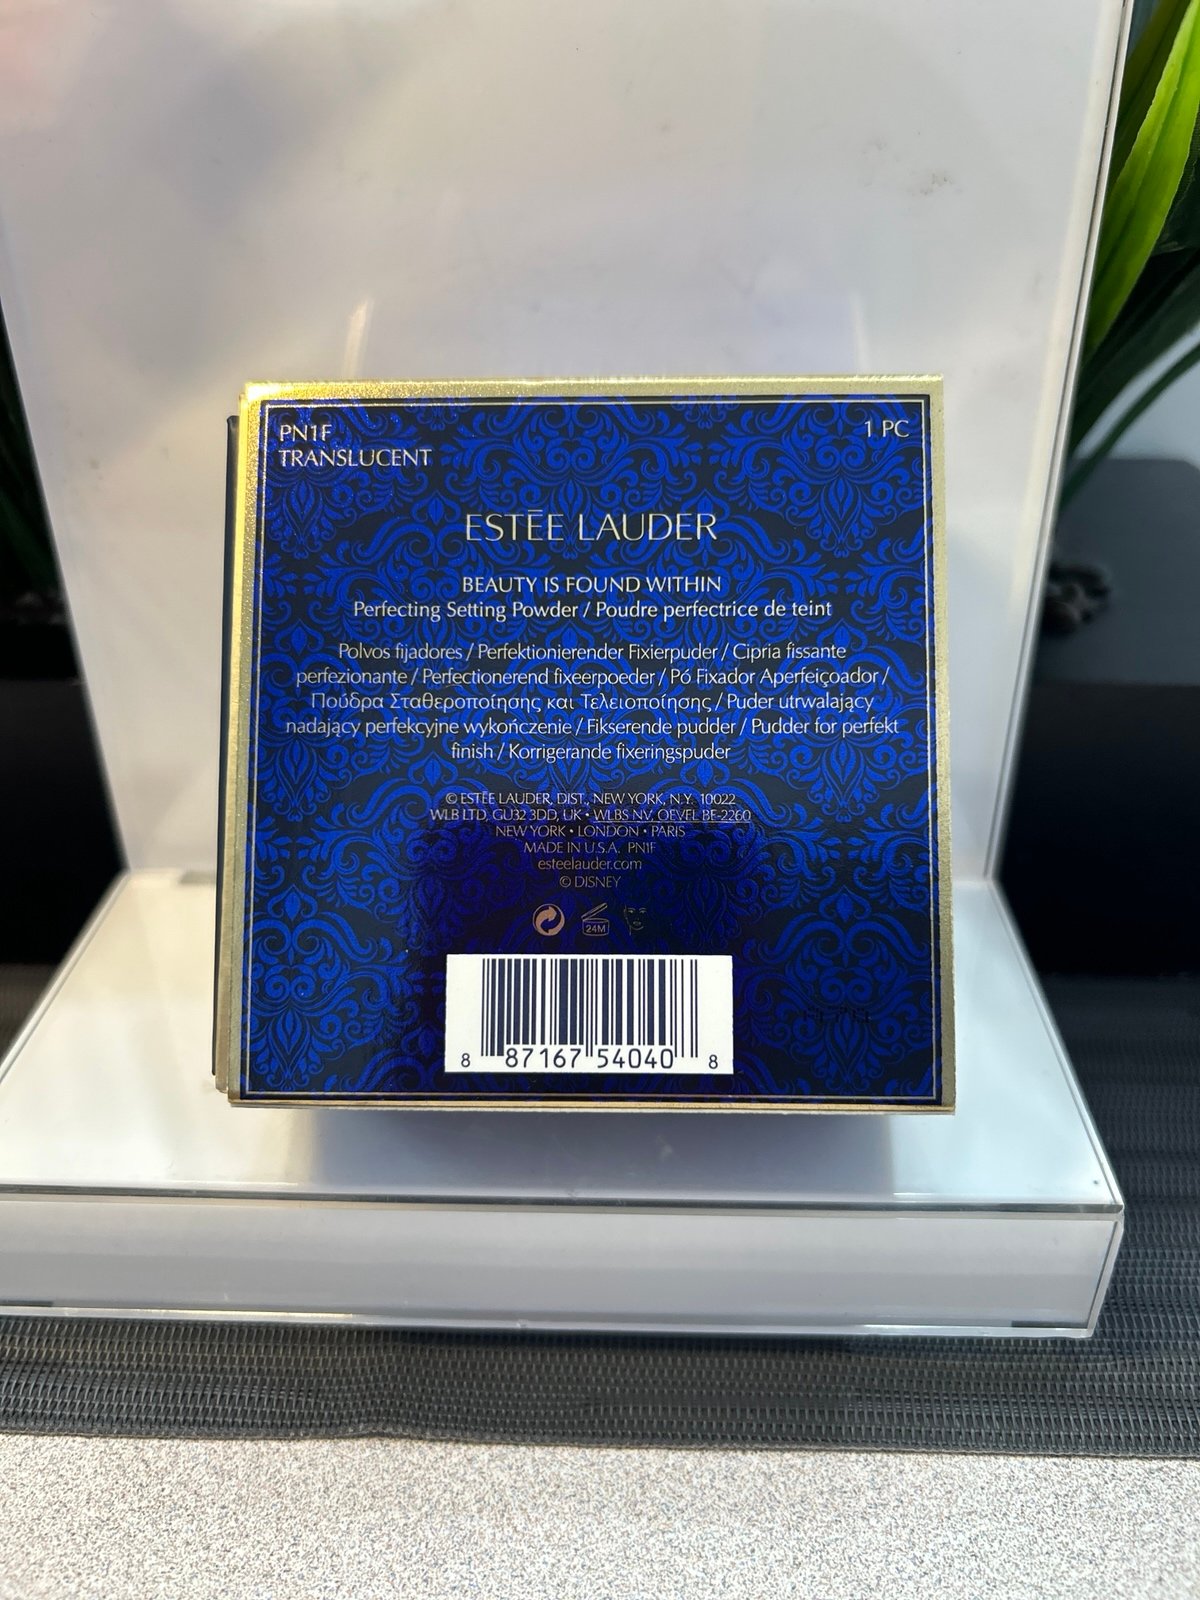 PN1F
TRANSLUCENT
1 PC
ESTĒE LAUDER
BEAUTY IS FOUND WITHIN
Perfecting Setting Powder / Poudre perfectrice de teint
Polvos fijadores / Perfektionierender Fixierpuder / Cipria fissante
perfezionante / Perfectionerend fixeerpoeder / Pó Fixador Aperfeiçoador /
Πούδρα Σταθεροποίησης και Τελειοποίησης / Puder utrwalający
nadający perfekcyjne wykończenie / Fikserende pudder / Pudder for perfekt
finish / Korrigerande fixeringspuder
© ESTĒE LAUDER, DIST., NEW YORK, N.Y. 10022
WLB LTD, GU32 3DD, UK • WLBS NV, OEVEL BE-2260
NEW YORK • LONDON • PARIS
MADE IN U.S.A. PN1F
esteelauder.com
© DISNEY
24M
8 87167 54040 8